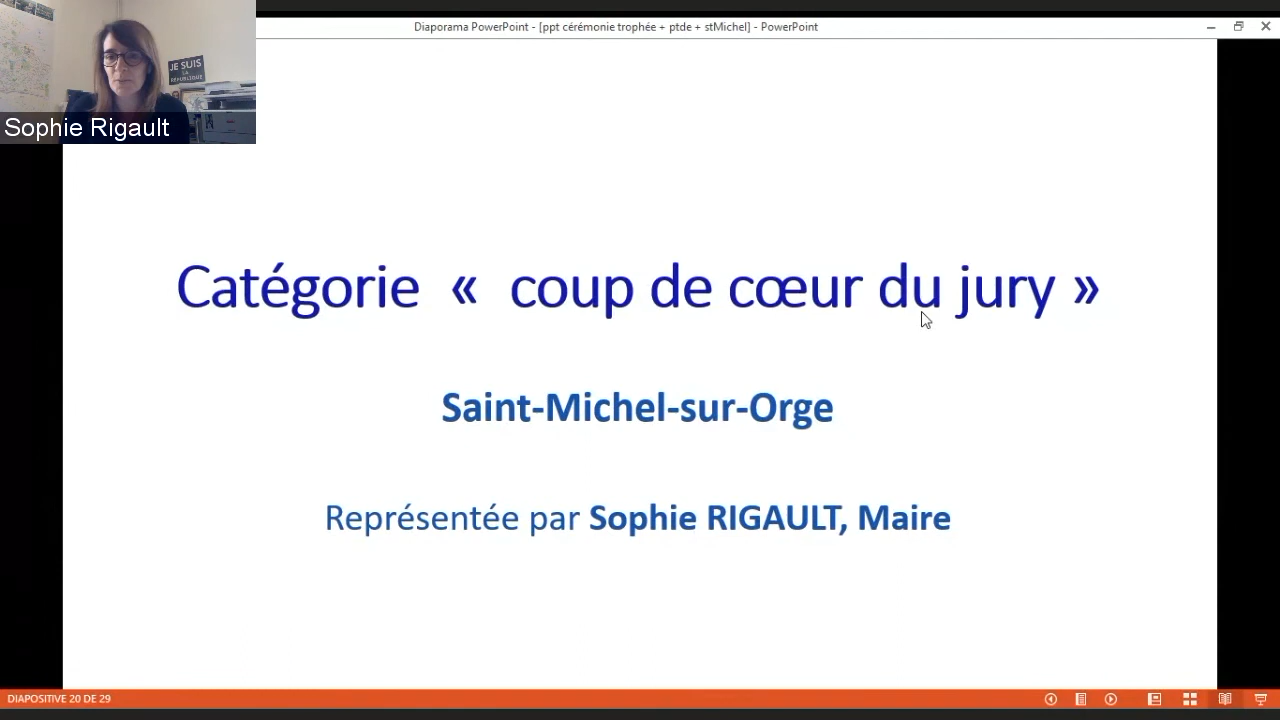 Diaporama PowerPoint - [ppt cérémonie trophée + ptde + stMichel] - PowerPoint
JE SUIS
LA
RÉPUBLIQUE
Sophie Rigault
Catégorie « coup de cœur du jury »
Saint-Michel-sur-Orge
Représentée par Sophie RIGAULT, Maire
DIAPOSITIVE 20 DE 29